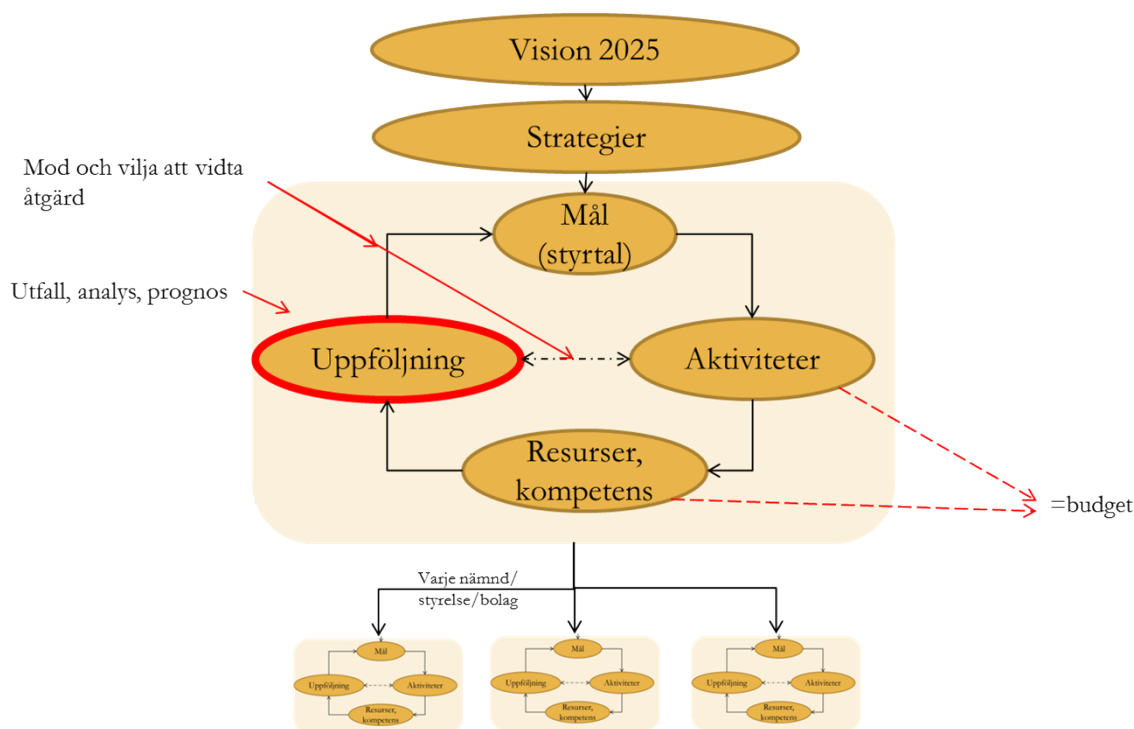 Vision 2025
Strategier
Mod och vilja att vidta
åtgärd
Mål
(styrtal)
Utfall, analys, prognos
Uppföljning
Aktiviteter
Resurser,
kompetens
=budget
Varje nämnd/
styrelse/bolag
Mål
Uppföljning
Aktiviteter
Resurser,
kompetens
Mål
Uppföljning
Aktiviteter
Resurser,
kompetens
Mål
Uppföljning
Aktiviteter
Resurser,
kompetens